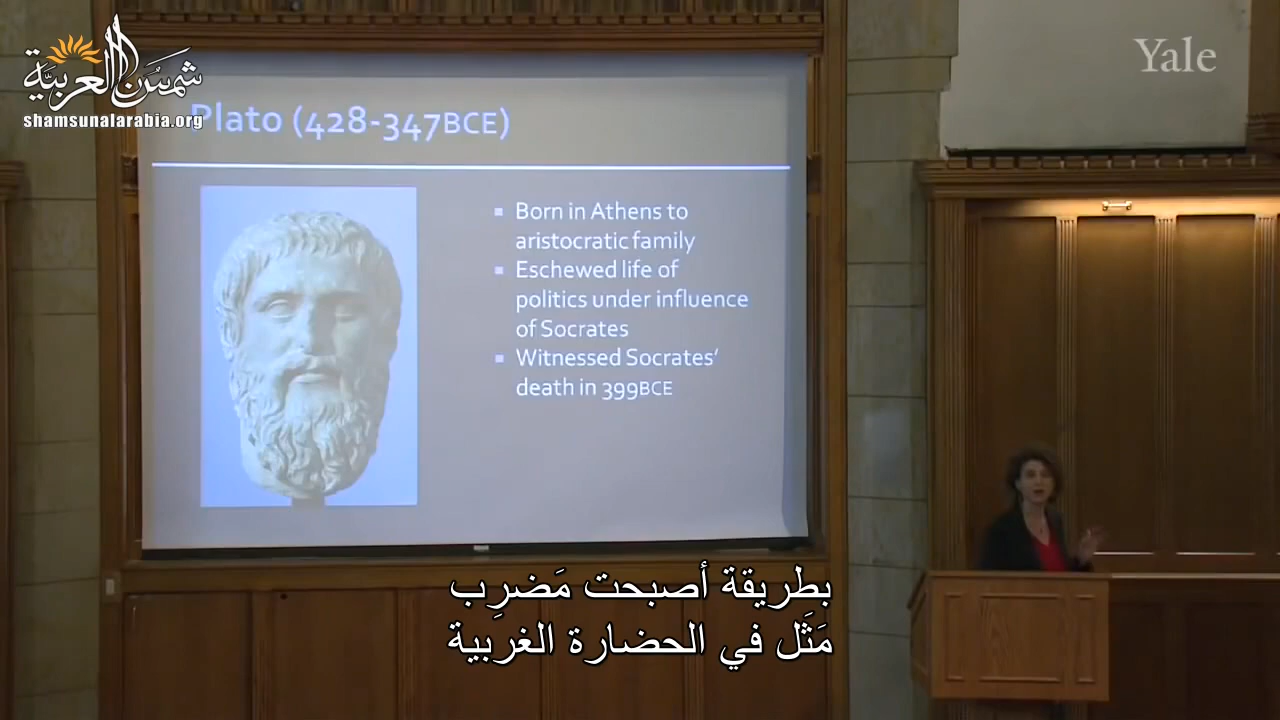 شمس العربية
shamsunalarabia.org
Yale
Plato (428-347BCE)
Born in Athens to
aristocratic family
Eschewed life of
politics under influence
of Socrates
Witnessed Socrates’
death in 399BCE
بطريقة أصبحت مَضرِب
مَثَل في الحضارة الغربية